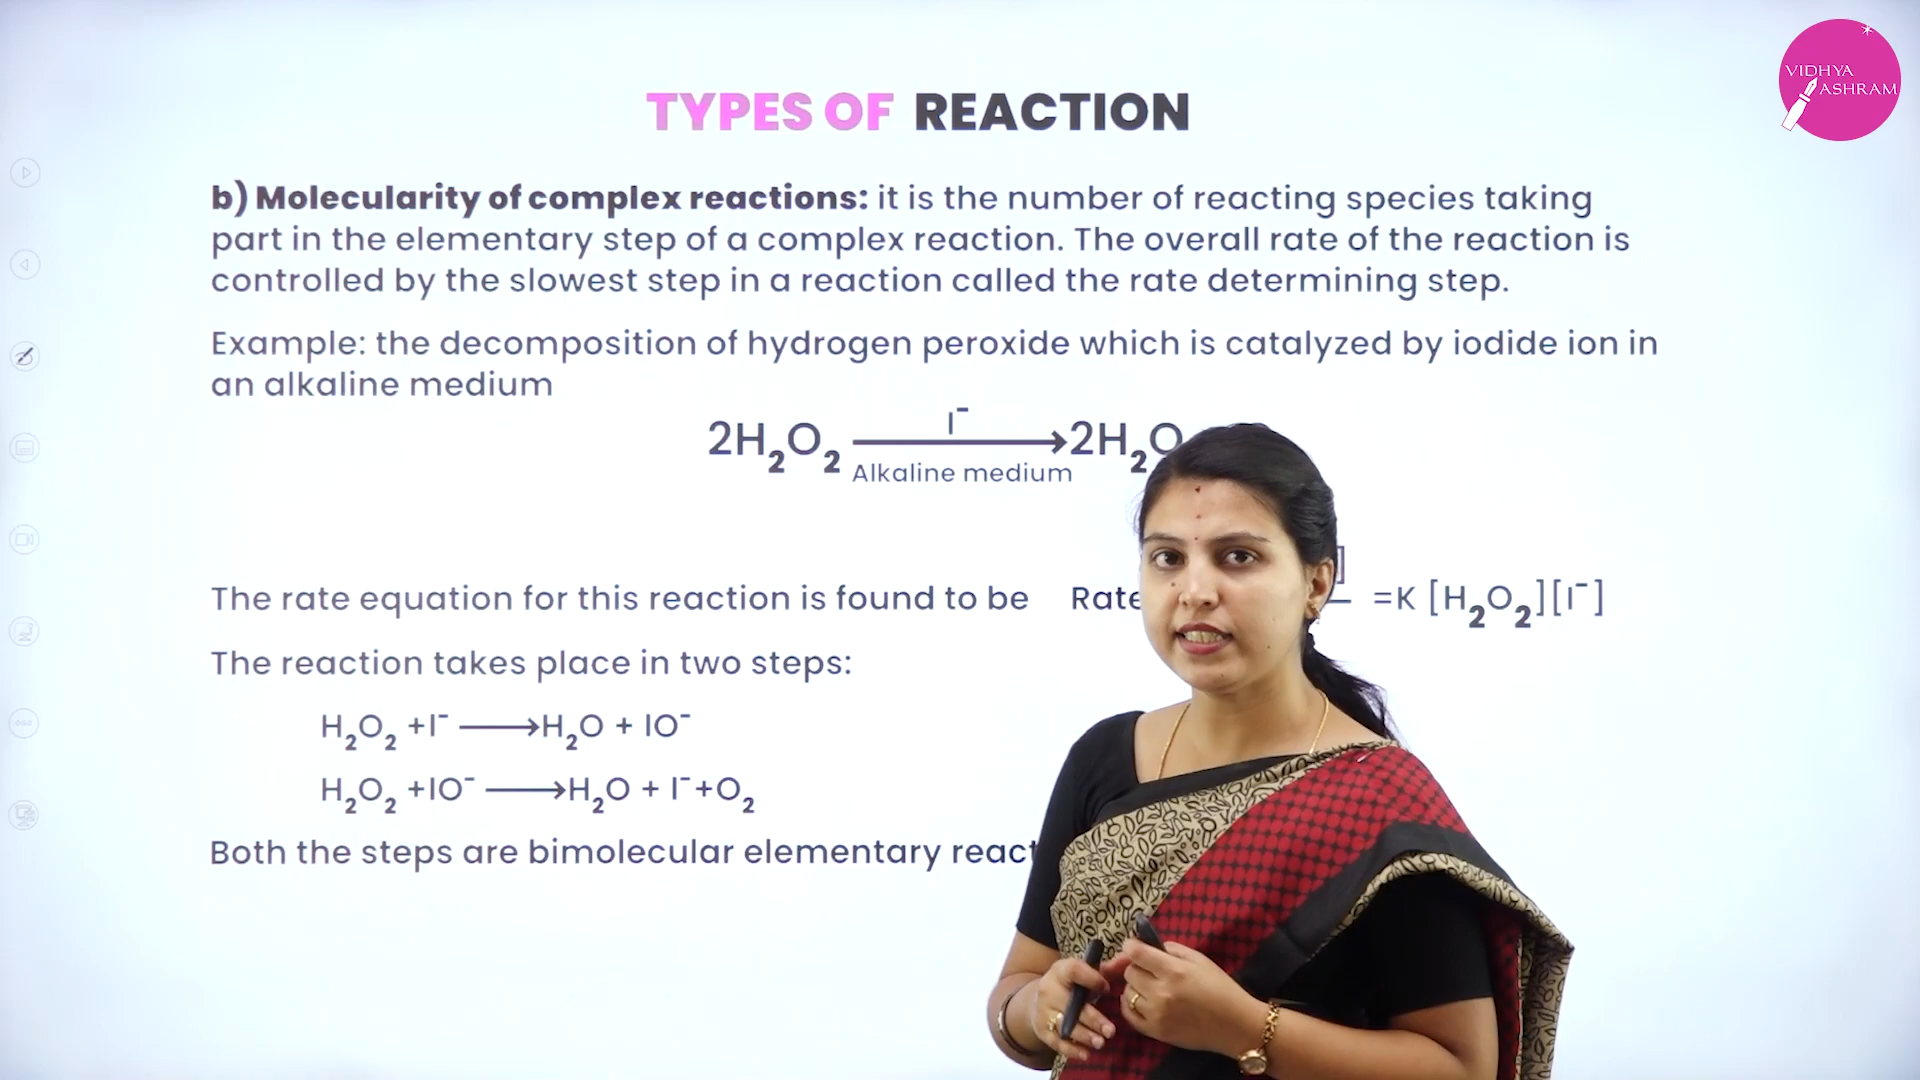 VIDHYA
ASHRAM
TYPES OF REACTION
b) Molecularity of complex reactions: it is the number of reacting species taking
part in the elementary step of a complex reaction. The overall rate of the reaction is
controlled by the slowest step in a reaction called the rate determining step.
Example: the decomposition of hydrogen peroxide which is catalyzed by iodide ion in
an alkaline medium
I⁻
2H₂O₂ ⟶ 2H₂O
Alkaline medium
The rate equation for this reaction is found to be Rate =K [H₂O₂][I⁻]
The reaction takes place in two steps:
H₂O₂ +I⁻ ⟶H₂O + IO⁻
H₂O₂ +IO⁻ ⟶H₂O + I⁻+O₂
Both the steps are bimolecular elementary